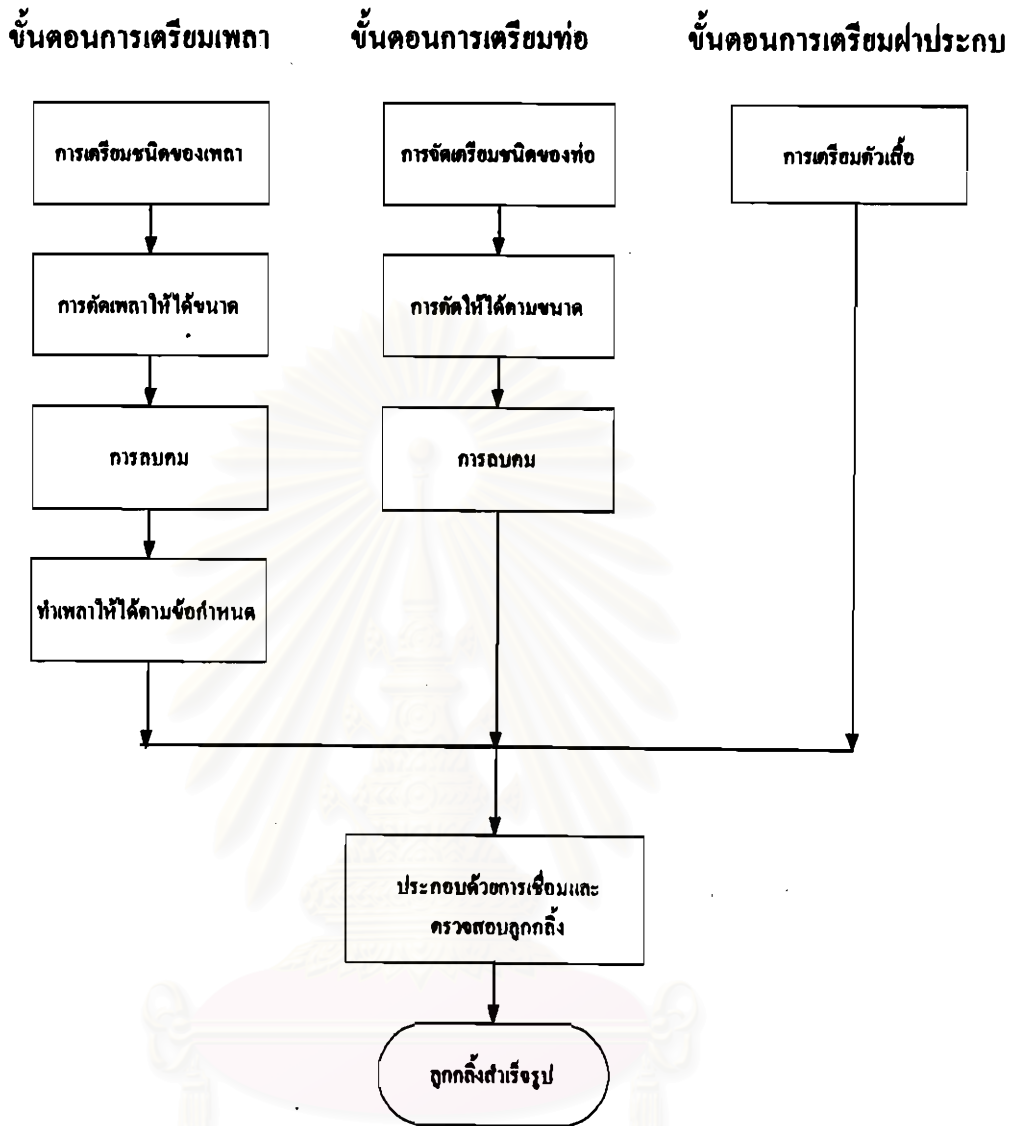 ขั้นตอนการเตรียมเพลา
ขั้นตอนการเตรียมท่อ
ขั้นตอนการเตรียมฝาประกบ
การเตรียมชนิดของเพลา
การจัดเตรียมชนิดของท่อ
การเตรียมตัวเสื้อ
การตัดเพลาให้ได้ขนาด
การตัดให้ได้ตามขนาด
การลบคม
การลบคม
ทำเพลาให้ได้ตามข้อกำหนด
ประกอบด้วยการเชื่อมและ
ตรวจสอบลูกกลิ้ง
ลูกกลิ้งสำเร็จรูป